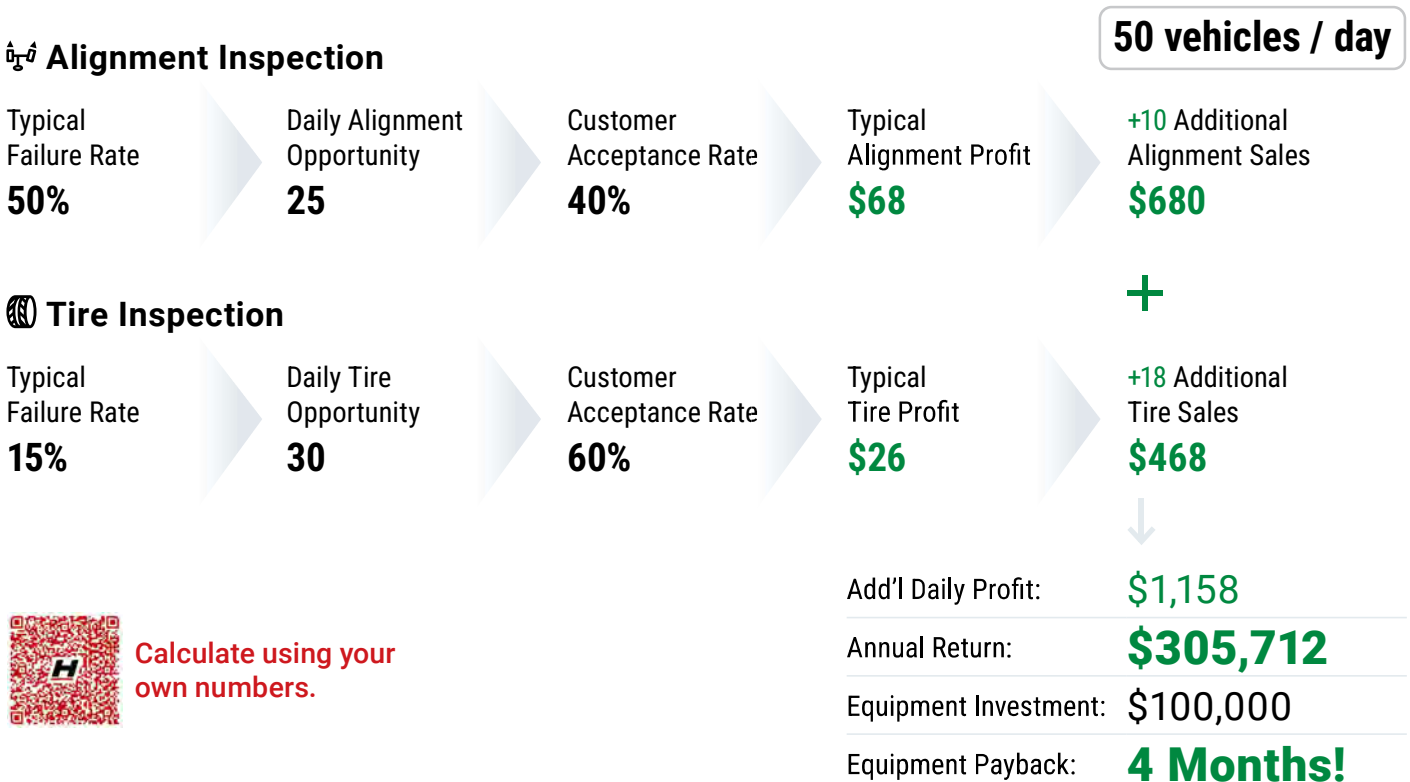 50 vehicles / day
Alignment Inspection
Typical
Failure Rate
50%
Daily Alignment
Opportunity
25
Customer
Acceptance Rate
40%
Typical
Alignment Profit
$68
+10 Additional
Alignment Sales
$680
+
Tire Inspection
Typical
Failure Rate
15%
Daily Tire
Opportunity
30
Customer
Acceptance Rate
60%
Typical
Tire Profit
$26
+18 Additional
Tire Sales
$468
Add'l Daily Profit: $1,158
Annual Return: $305,712
Equipment Investment: $100,000
Equipment Payback: 4 Months!
H
Calculate using your
own numbers.